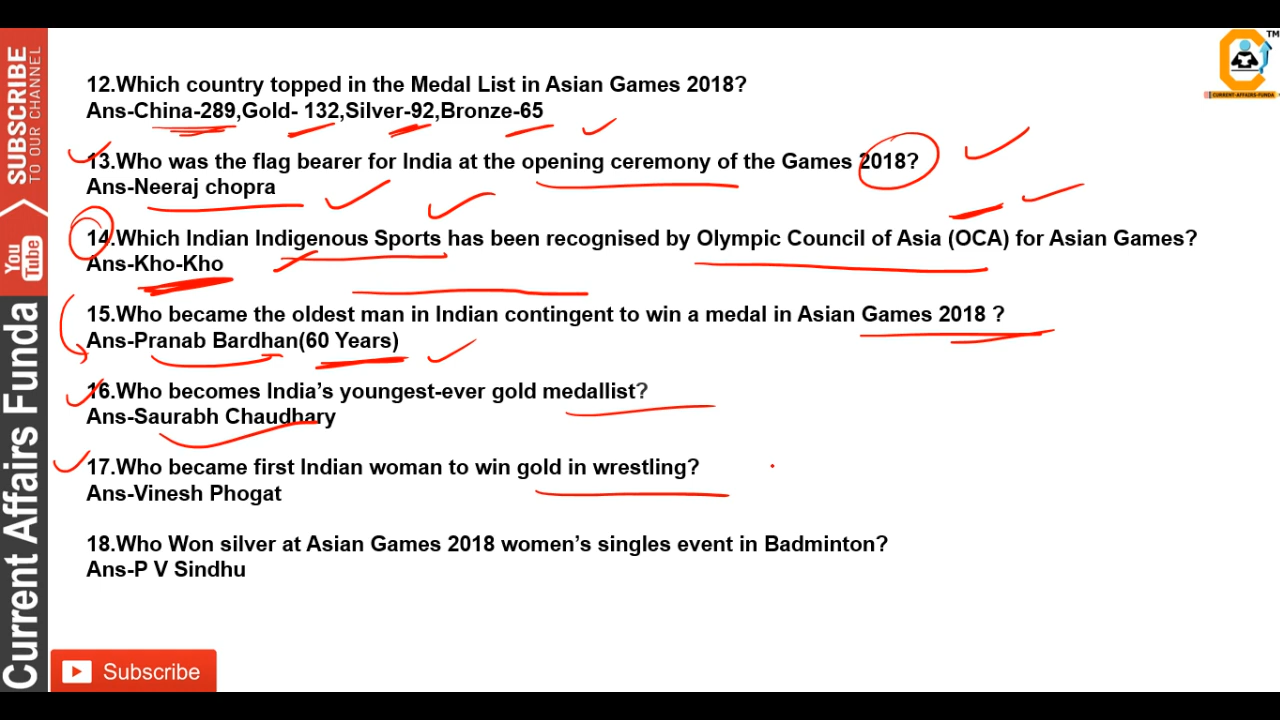 SUBSCRIBE
TO OUR CHANNEL
You
Tube
Current Affairs Funda
TM
CURRENT-AFFAIRS-FUNDA
12.Which country topped in the Medal List in Asian Games 2018?
Ans-China-289,Gold- 132,Silver-92,Bronze-65
13.Who was the flag bearer for India at the opening ceremony of the Games 2018?
Ans-Neeraj chopra
14.Which Indian Indigenous Sports has been recognised by Olympic Council of Asia (OCA) for Asian Games?
Ans-Kho-Kho
15.Who became the oldest man in Indian contingent to win a medal in Asian Games 2018 ?
Ans-Pranab Bardhan(60 Years)
16.Who becomes India’s youngest-ever gold medallist?
Ans-Saurabh Chaudhary
17.Who became first Indian woman to win gold in wrestling?
Ans-Vinesh Phogat
18.Who Won silver at Asian Games 2018 women’s singles event in Badminton?
Ans-P V Sindhu
Subscribe